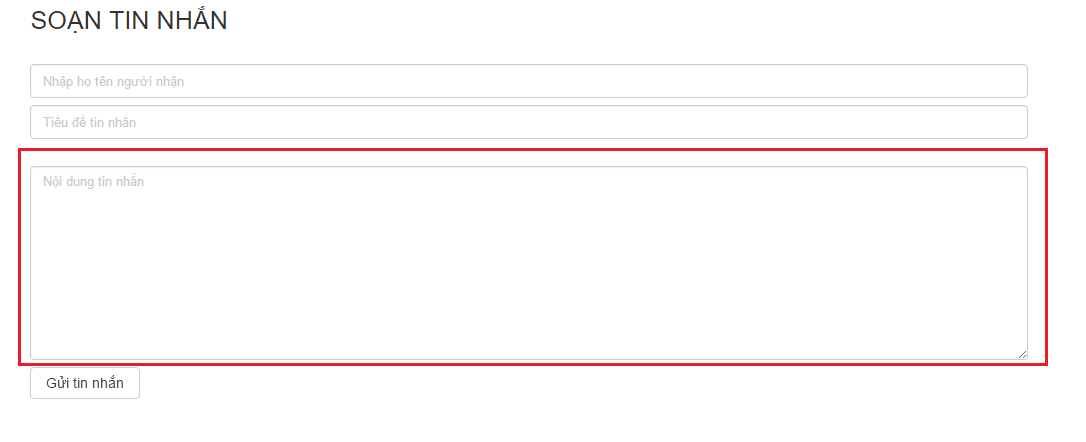 SOẠN TIN NHẮN
Nhập họ tên người nhận
Tiêu đề tin nhắn
Nội dung tin nhắn
Gửi tin nhắn